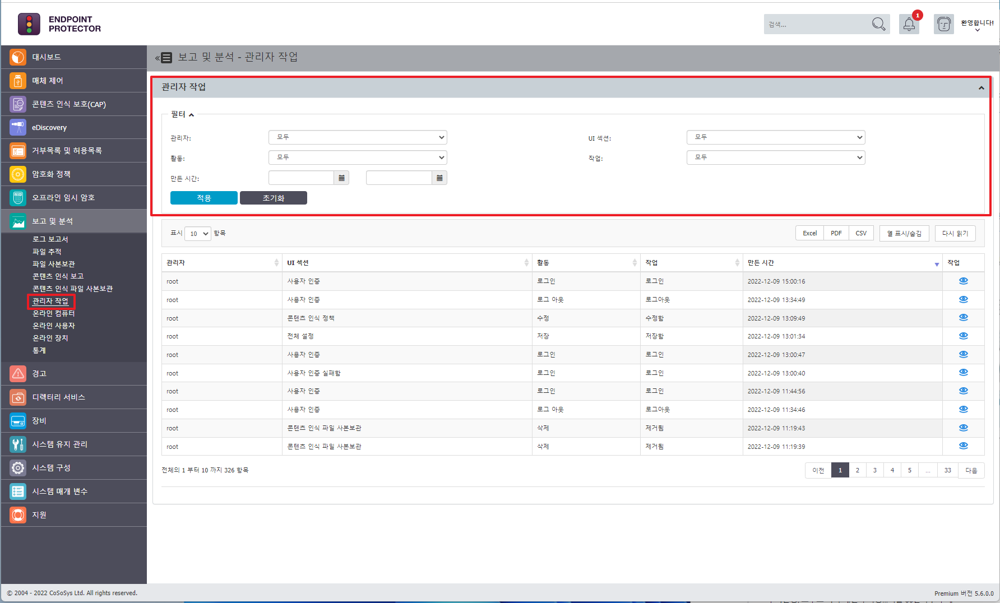 ENDPOINT
PROTECTOR
검색...
1
환영합니다!
대시보드
매체 제어
콘텐츠 인식 보호(CAP)
eDiscovery
거부목록 및 허용목록
암호화 정책
오프라인 임시 암호
보고 및 분석
로그 보고서
파일 추적
파일 사본보관
콘텐츠 인식 보고
콘텐츠 인식 파일 사본보관
관리자 작업
온라인 컴퓨터
온라인 사용자
온라인 장치
통계
경고
디렉터리 서비스
장비
시스템 유지 관리
시스템 구성
시스템 매개 변수
지원
« 보고 및 분석 - 관리자 작업
관리자 작업
필터
관리자: 모두 UI 섹션: 모두
활동: 모두 작업: 모두
만든 시간:
적용 초기화
표시 10 항목 Excel PDF CSV 열 표시/숨김 다시 읽기
관리자 UI 섹션 활동 작업 만든 시간 작업
root 사용자 인증 로그인 로그인 2022-12-09 15:00:16
root 사용자 인증 로그 아웃 로그아웃 2022-12-09 13:34:49
root 콘텐츠 인식 정책 수정 수정함 2022-12-09 13:09:49
root 전체 설정 저장 저장함 2022-12-09 13:01:34
root 사용자 인증 로그인 로그인 2022-12-09 13:00:47
root 사용자 인증 실패함 로그인 로그인 2022-12-09 13:00:40
root 사용자 인증 로그인 로그인 2022-12-09 11:44:56
root 사용자 인증 로그 아웃 로그아웃 2022-12-09 11:34:46
root 콘텐츠 인식 파일 사본보관 삭제 제거됨 2022-12-09 11:19:43
root 콘텐츠 인식 파일 사본보관 삭제 제거됨 2022-12-09 11:19:39
전체의 1 부터 10 까지 326 항목 이전 1 2 3 4 5 ... 33 다음
© 2004 - 2022 CoSoSys Ltd. All rights reserved. Premium 버전 5.6.0.0